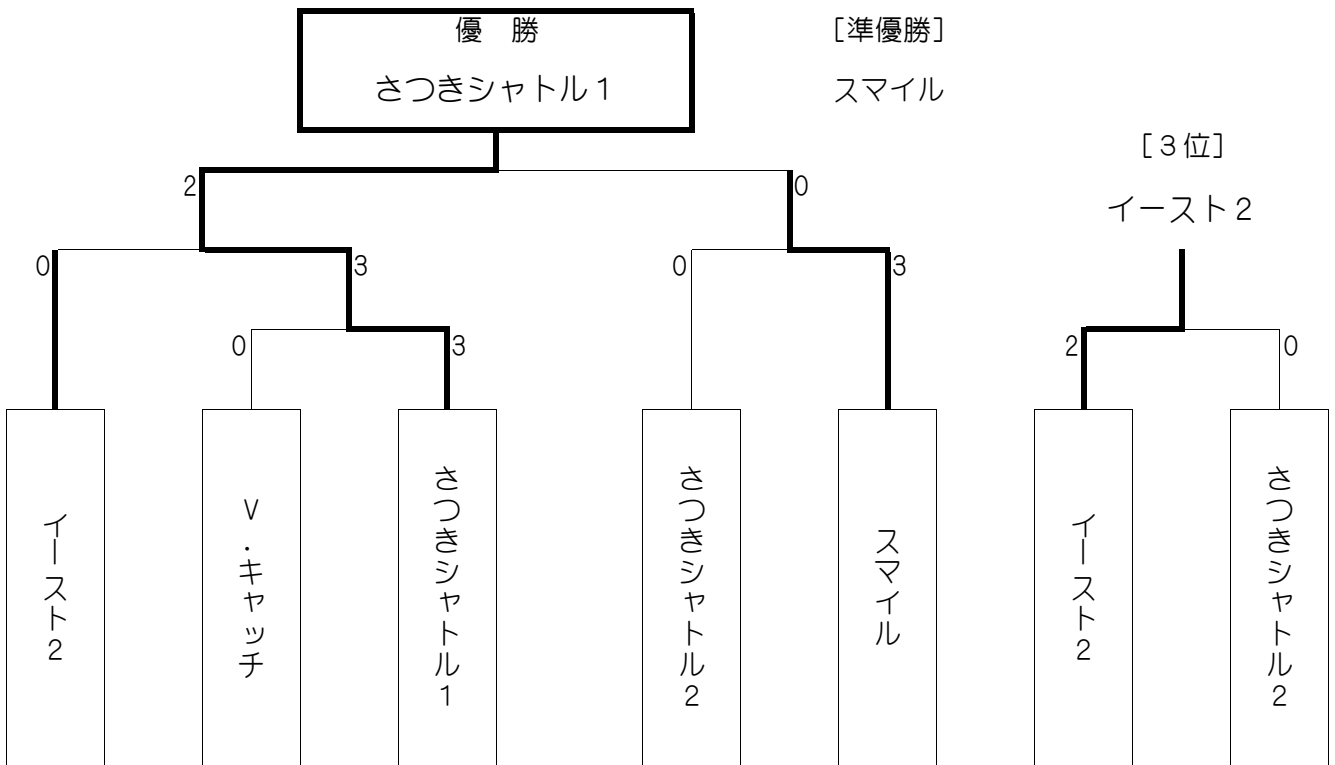 優　勝
さつきシャトル１
［準優勝］
スマイル
［３位］
イースト２
2
0
0
3
0
3
0
3
2
0
イースト２
Ｖ・キャッチ
さつきシャトル１
さつきシャトル２
スマイル
イースト２
さつきシャトル２